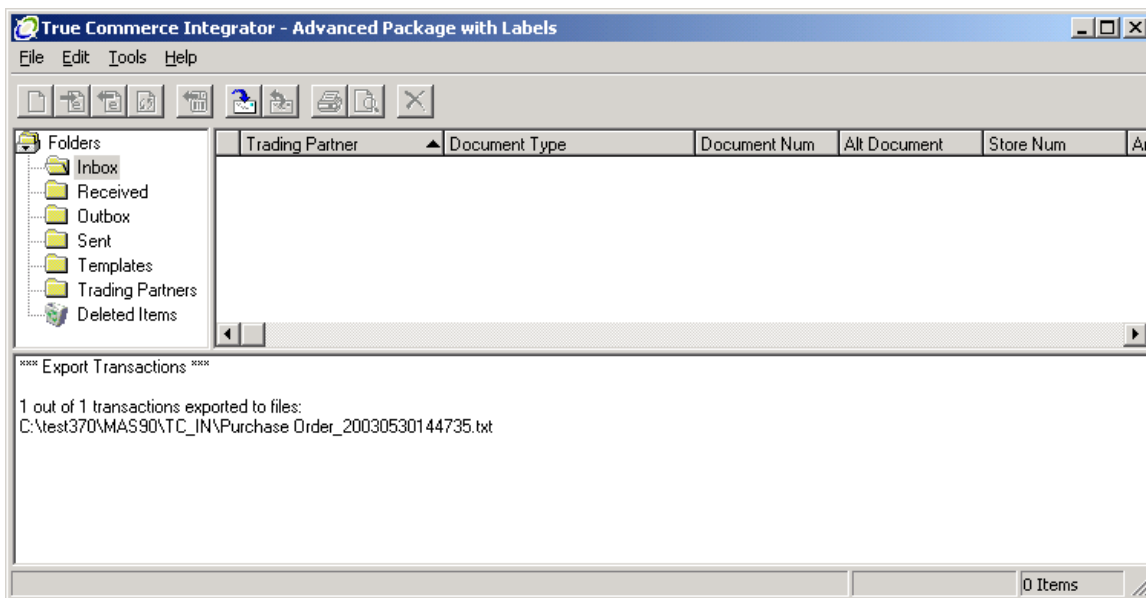 True Commerce Integrator - Advanced Package with Labels
File Edit Tools Help
Folders
Inbox
Received
Outbox
Sent
Templates
Trading Partners
Deleted Items
Trading Partner Document Type Document Num Alt Document Store Num
*** Export Transactions ***
1 out of 1 transactions exported to files:
C:\test370\MAS90\TC_IN\Purchase Order_20030530144735.txt
0 Items